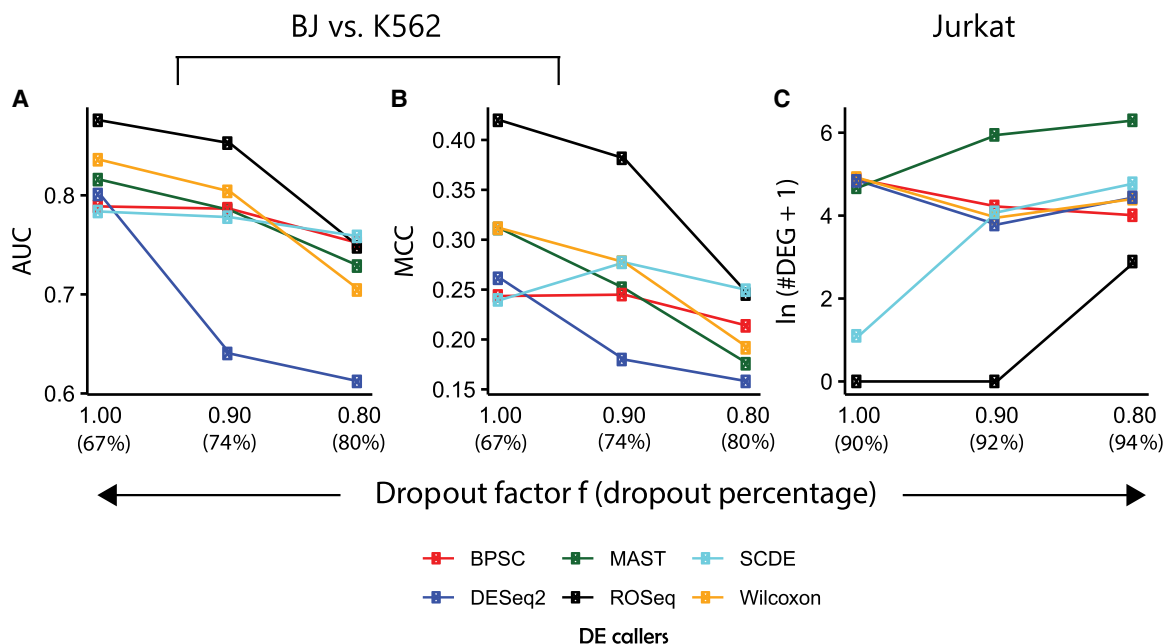 BJ vs. K562
Jurkat
A
B
C
AUC
0.8
0.7
0.6
1.00 0.90 0.80
(67%) (74%) (80%)
MCC
0.40
0.35
0.30
0.25
0.20
0.15
1.00 0.90 0.80
(67%) (74%) (80%)
ln (#DEG + 1)
6
4
2
0
1.00 0.90 0.80
(90%) (92%) (94%)
Dropout factor f (dropout percentage)
BPSC MAST SCDE
DESeq2 ROSeq Wilcoxon
DE callers